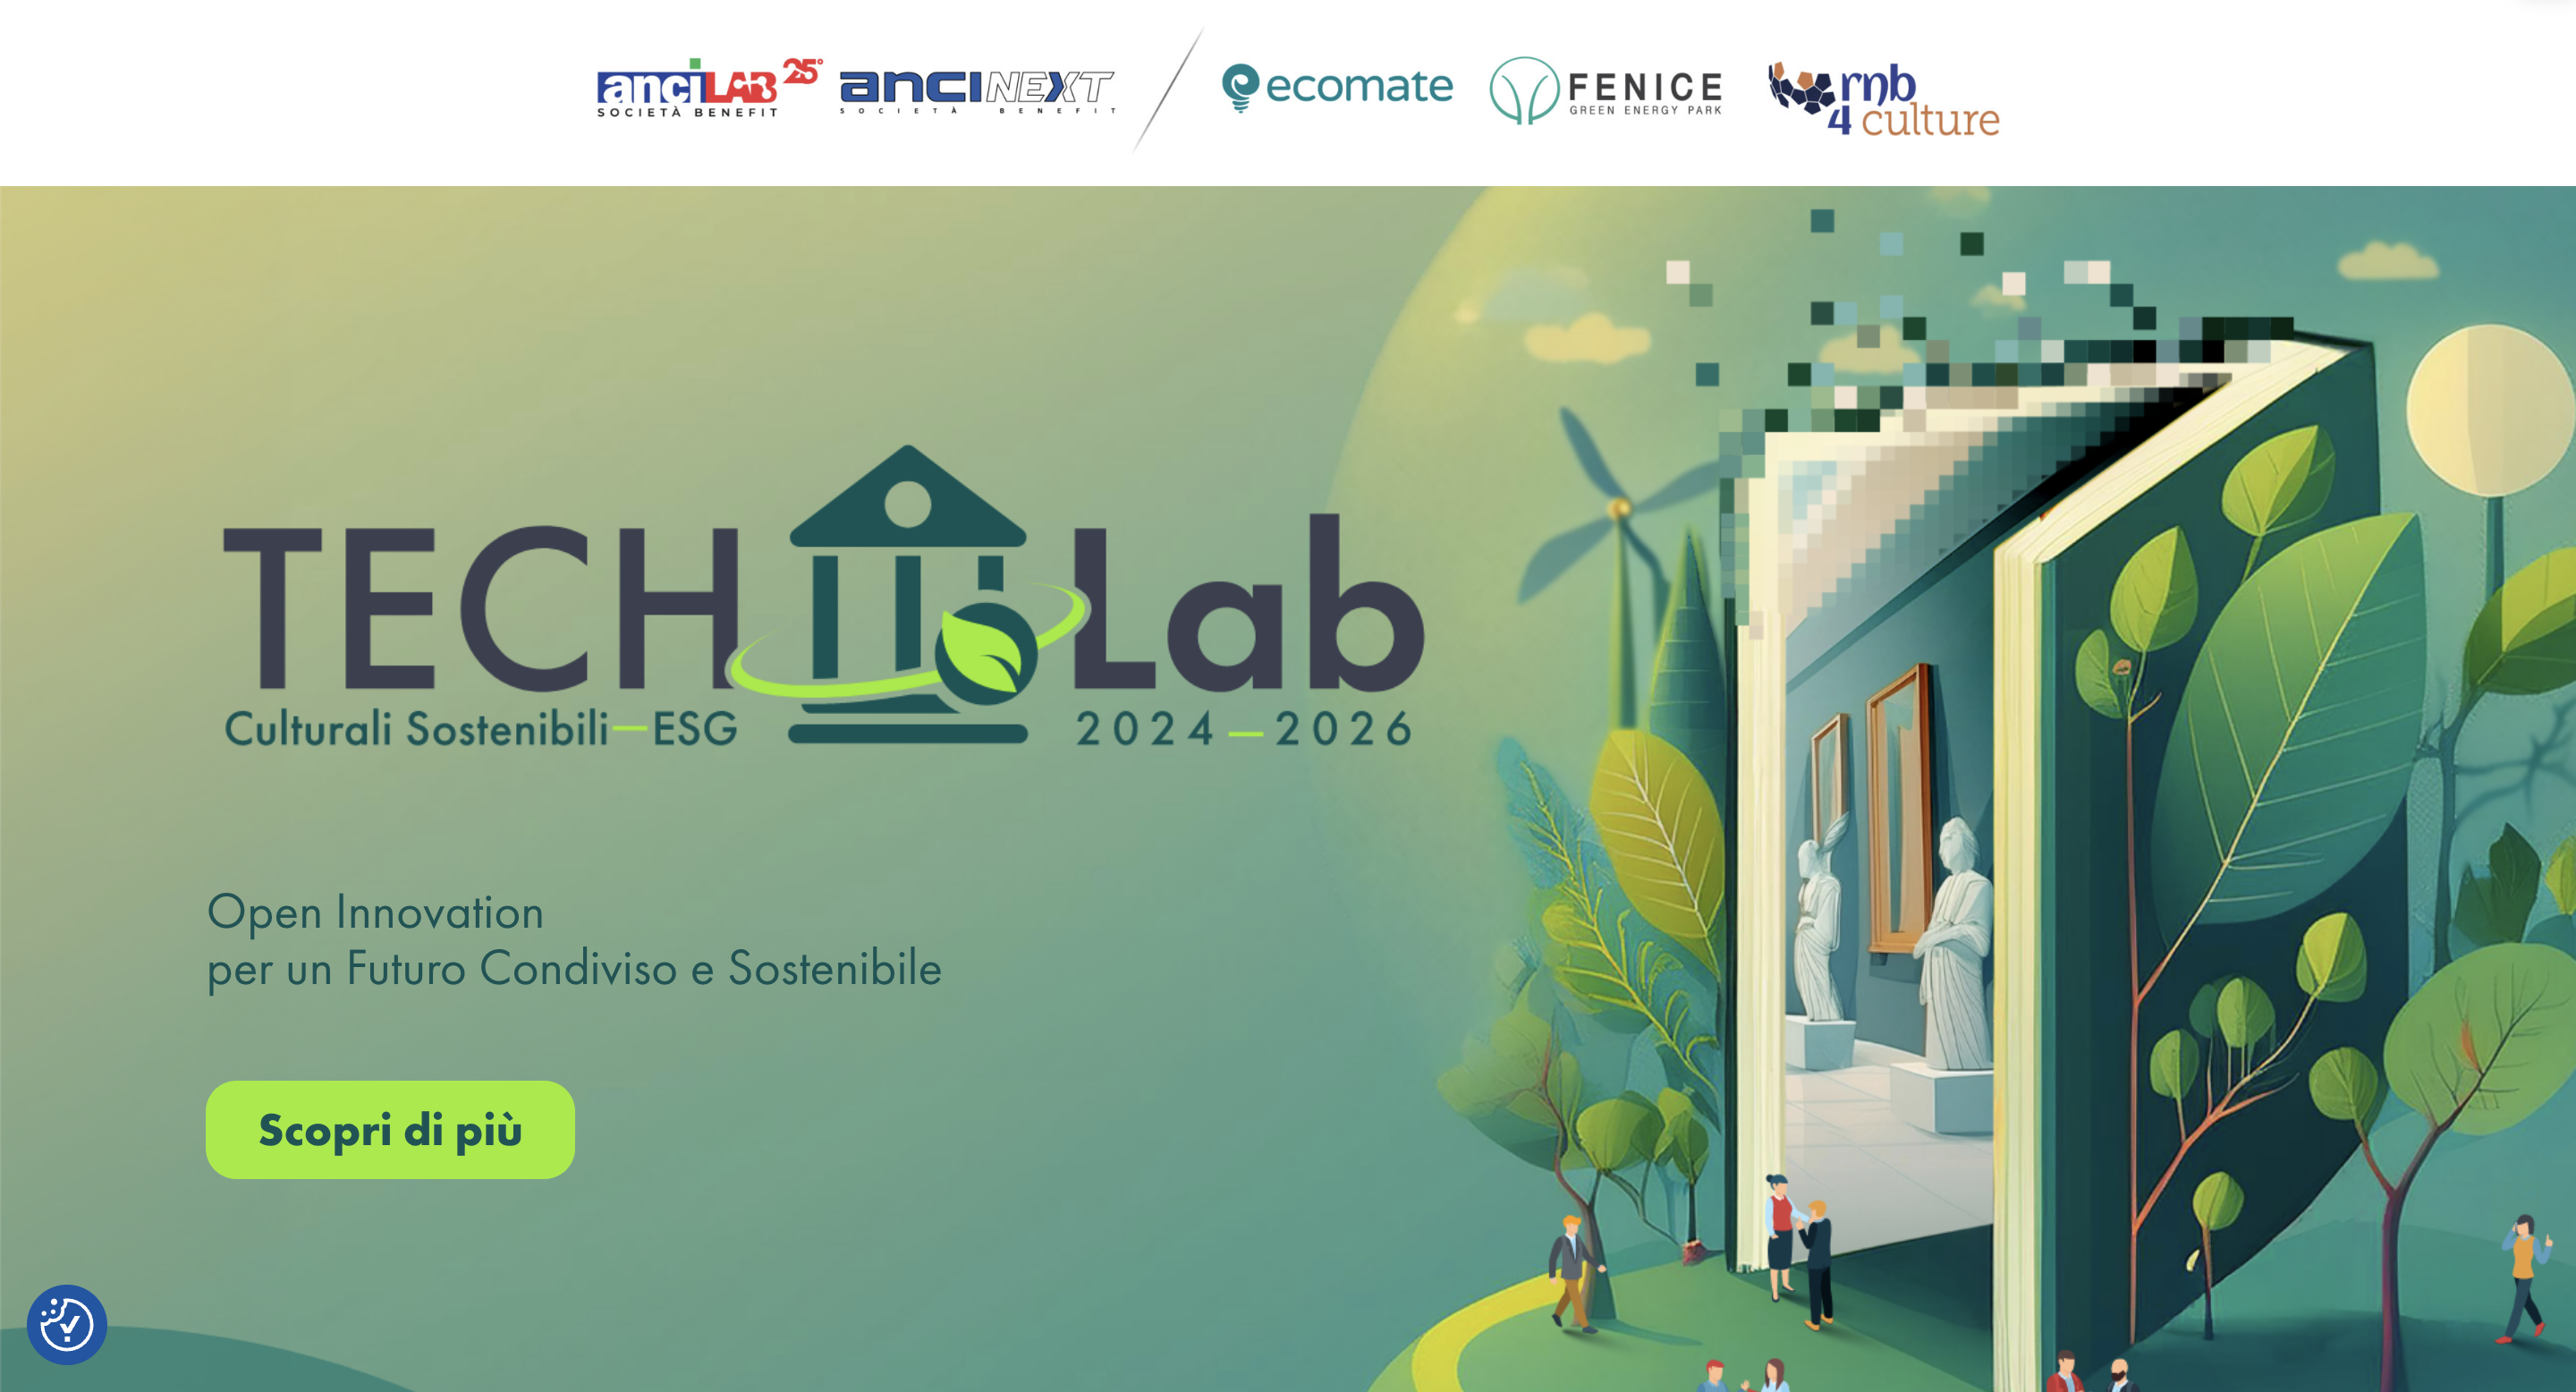 anciLAB 25°
SOCIETÀ BENEFIT
anciNEXT
SOCIETÀ BENEFIT
ecomate
FENICE
GREEN ENERGY PARK
rnb
4 culture
TECH Lab
Culturali Sostenibili—ESG 2024—2026
Open Innovation
per un Futuro Condiviso e Sostenibile
Scopri di più